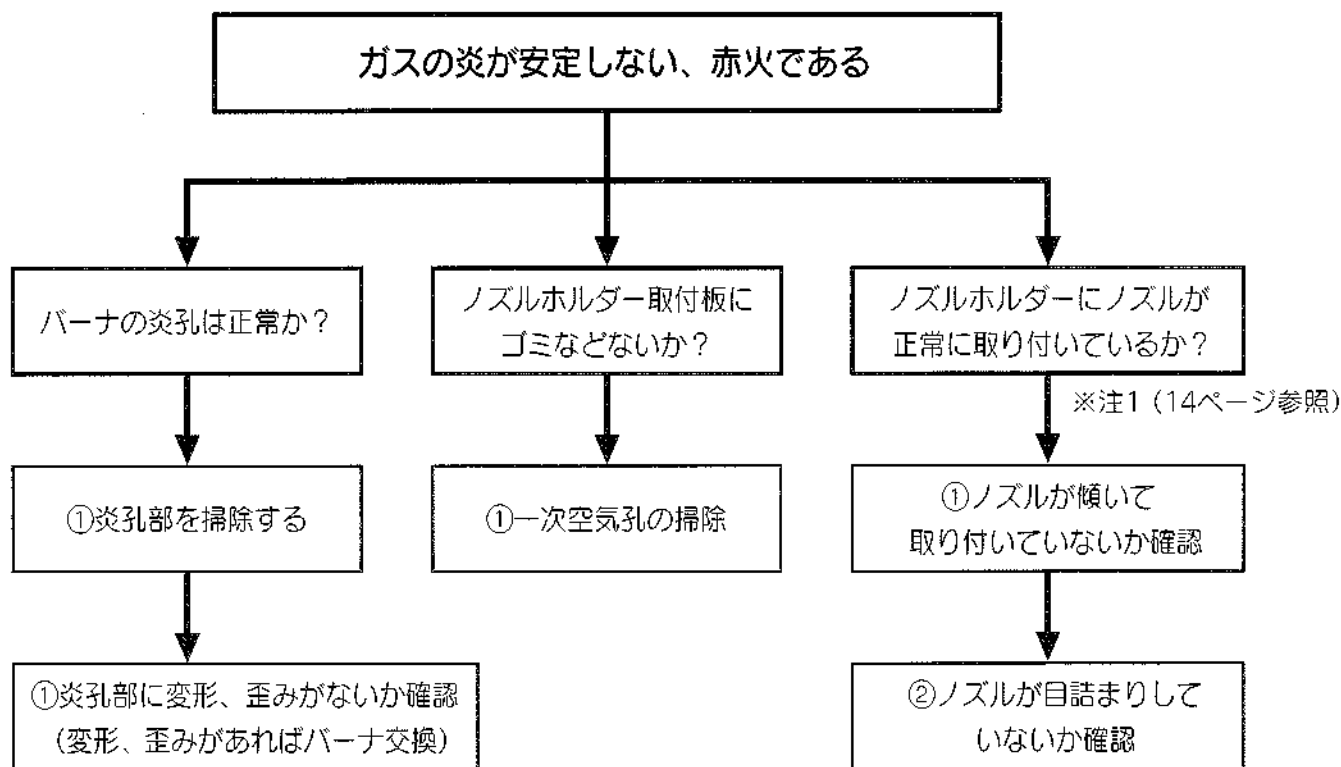 ガスの炎が安定しない、赤火である
バーナの炎孔は正常か？
ノズルホルダー取付板に
ゴミなどないか？
ノズルホルダーにノズルが
正常に取り付いているか？
※注1（14ページ参照）
①炎孔部を掃除する
①一次空気孔の掃除
①ノズルが傾いて
取り付いていないか確認
①炎孔部に変形、歪みがないか確認
（変形、歪みがあればバーナ交換）
②ノズルが目詰まりして
いないか確認